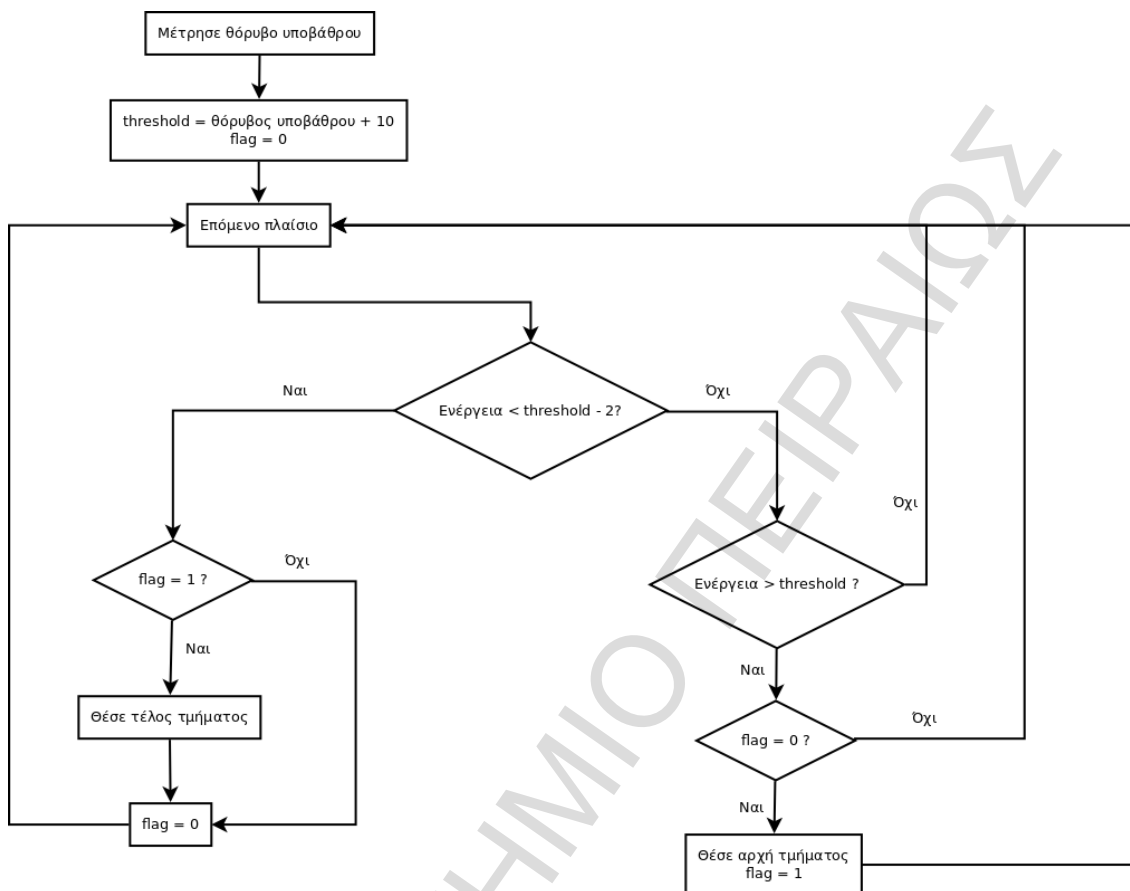 Μέτρησε θόρυβο υποβάθρου
threshold = θόρυβος υποβάθρου + 10
flag = 0
Επόμενο πλαίσιο
Ενέργεια < threshold - 2?
Ναι
Όχι
flag = 1 ?
Όχι
Ναι
Θέσε τέλος τμήματος
flag = 0
Ενέργεια > threshold ?
Όχι
Ναι
flag = 0 ?
Όχι
Ναι
Θέσε αρχή τμήματος
flag = 1
ΗΜΙΟ ΠΕΙΡΑΙΩΣ